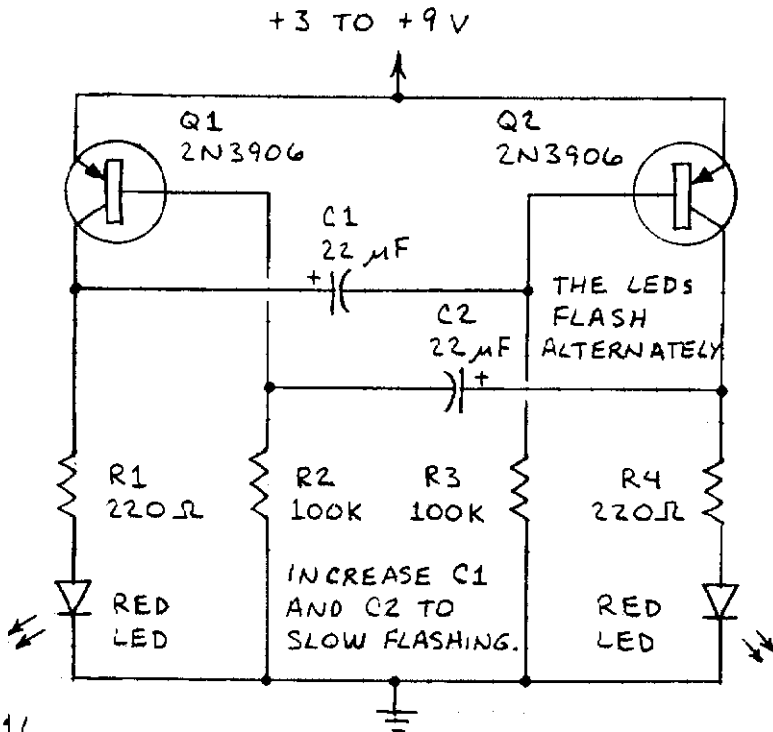 +3 TO +9 V
Q1
2N3906
Q2
2N3906
C1
22 µF
+
THE LEDs
FLASH
ALTERNATELY
C2
22 µF
+
R1
220Ω
R2
100K
R3
100K
R4
220Ω
INCREASE C1
AND C2 TO
SLOW FLASHING.
RED
LED
RED
LED